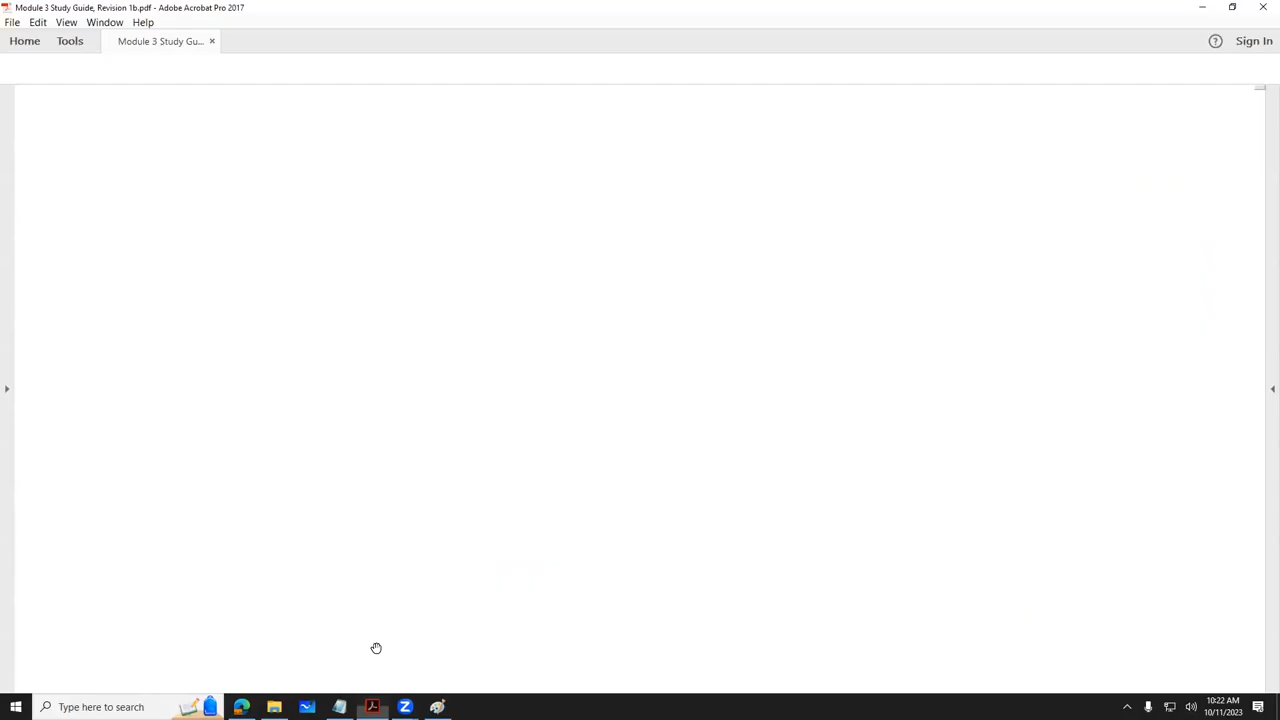 Module 3 Study Guide, Revision 1b.pdf - Adobe Acrobat Pro 2017
File Edit View Window Help
Home Tools Module 3 Study Gu... × Sign In
Type here to search
10:22 AM
10/11/2023